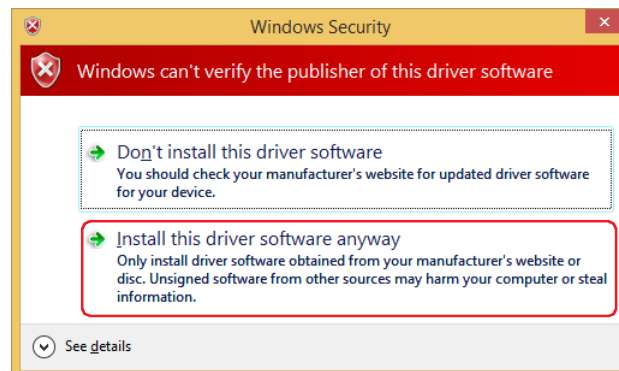 Windows Security
Windows can't verify the publisher of this driver software
Don't install this driver software
You should check your manufacturer's website for updated driver software
for your device.
Install this driver software anyway
Only install driver software obtained from your manufacturer's website or
disc. Unsigned software from other sources may harm your computer or steal
information.
See details